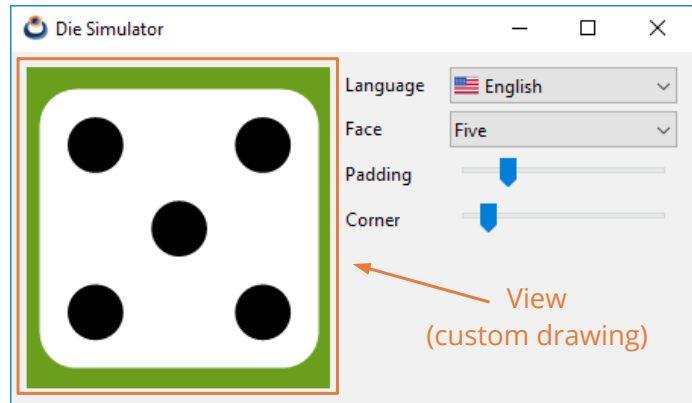 Die Simulator
Language English
Face Five
Padding
Corner
View
(custom drawing)